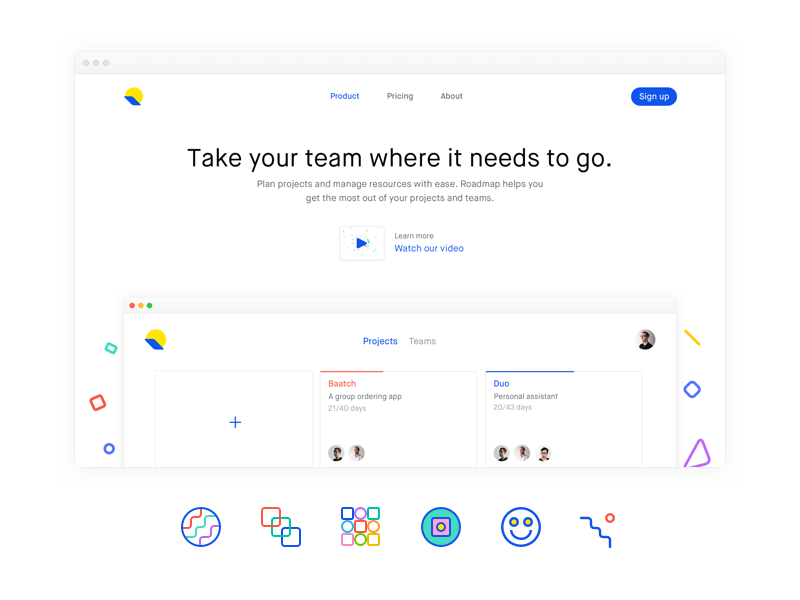 Product Pricing About Sign up
Take your team where it needs to go.
Plan projects and manage resources with ease. Roadmap helps you
get the most out of your projects and teams.
Learn more
Watch our video
Projects Teams
Baatch
A group ordering app
21/40 days
Duo
Personal assistant
20/43 days